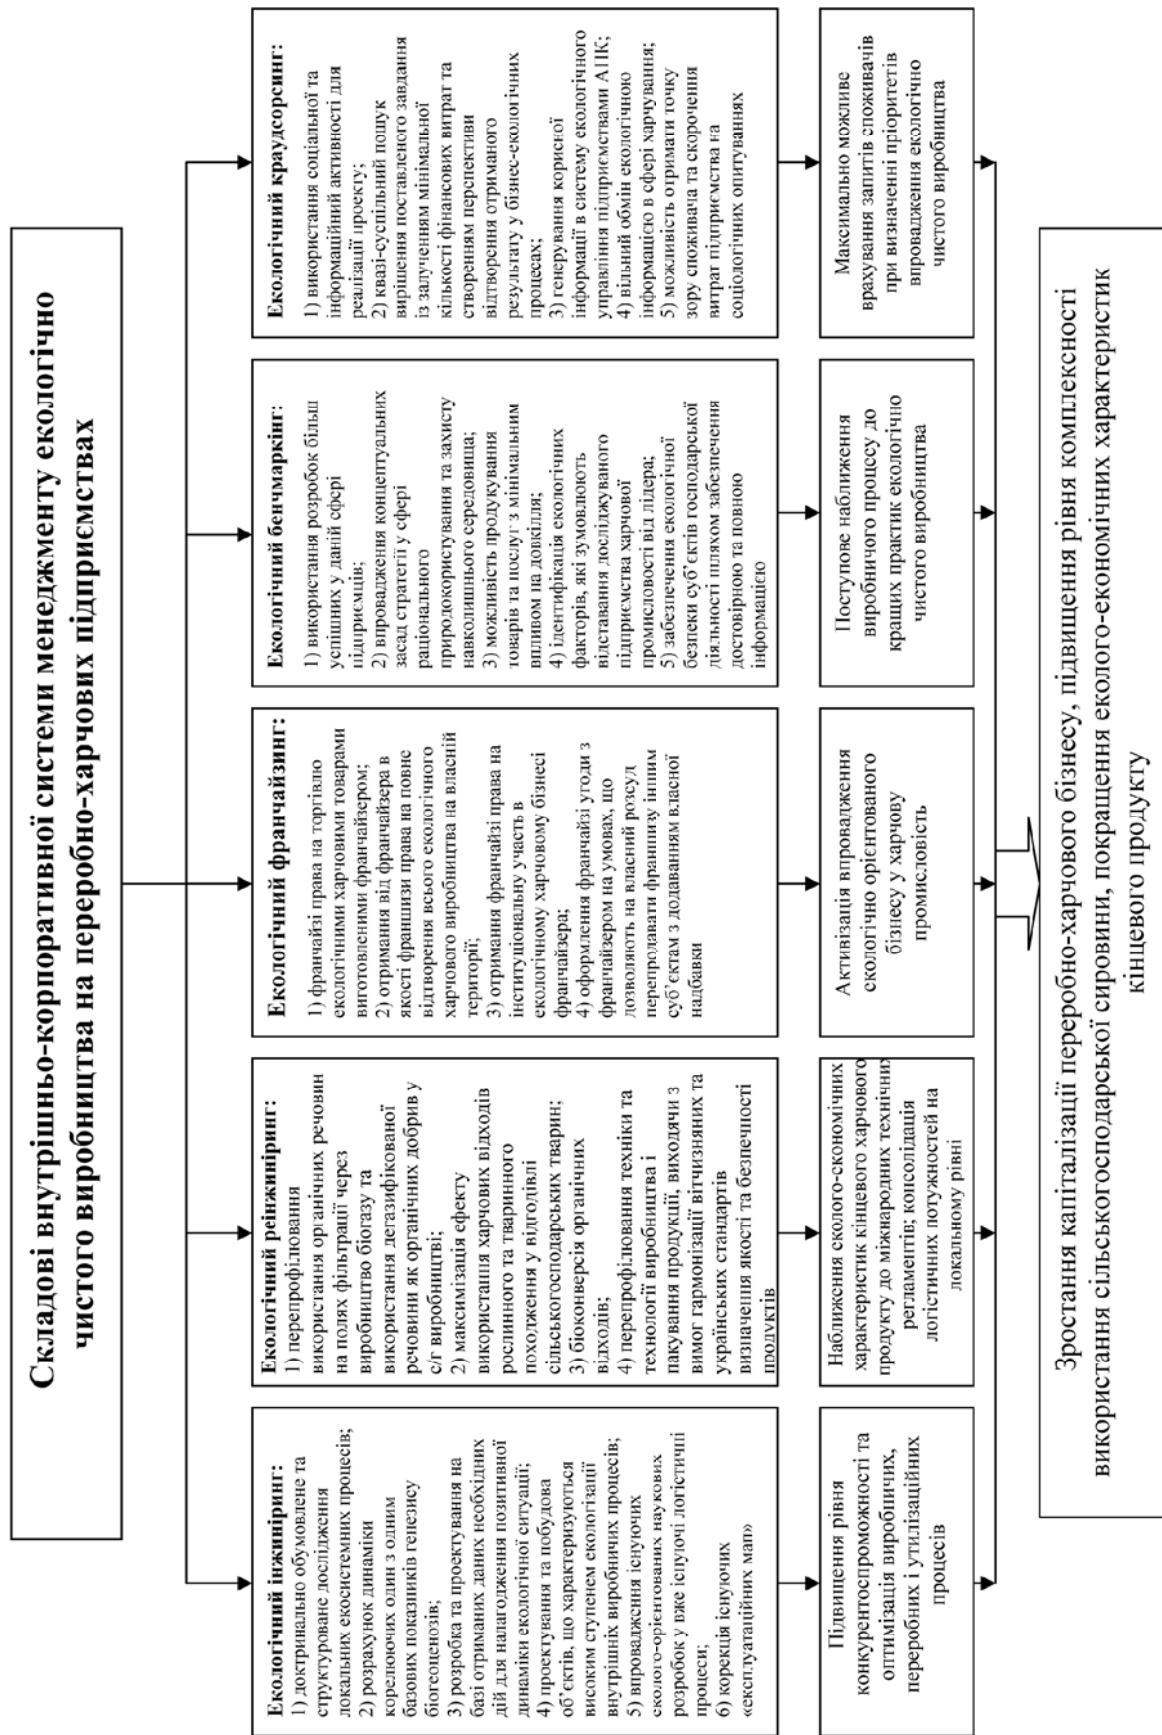 Складові внутрішньо-корпоративної системи менеджменту екологічно
чистого виробництва на переробно-харчових підприємствах
Екологічний інжиніринг:
1) доктринально обумовлене та
структуроване дослідження
локальних екосистемних процесів;
2) розрахунок динаміки
корелюючих один з одним
базових показників генезису
біогеоценозів;
3) розробка та проектування на
базі отриманих даних необхідних
дій для налагодження позитивної
динаміки екологічної ситуації;
4) проектування та побудова
об’єктів, що характеризуються
високим ступенем екологізації
внутрішніх виробничих процесів;
5) впровадження існуючих
еколого-орієнтованих наукових
розробок у вже існуючі логістичні
процеси;
6) корекція існуючих
«експлуатаційних мап»
Екологічний реінжиніринг:
1) перепрофілювання
використання органічних речовин
на полях фільтрації через
виробництво біогазу та
використання дегазифікованої
речовини як органічних добрив у
с/г виробництві;
2) максимізація ефекту
використання харчових відходів
рослинного та тваринного
походження у відгодівлі
сільськогосподарських тварин;
3) біоконверсія органічних
відходів;
4) перепрофілювання техніки та
технології виробництва і
пакування продукції, виходячи з
вимог гармонізації вітчизняних та
українських стандартів
визначення якості та безпечності
продуктів
Екологічний франчайзинг:
1) франчайзі права на торгівлю
екологічними харчовими товарами
виготовленими франчайзером;
2) отримання від франчайзера в
якості франшизи права на повне
відтворення всього екологічного
харчового виробництва на власній
території;
3) отримання франчайзі права на
інституціональну участь в
екологічному харчовому бізнесі
франчайзера;
4) оформлення франчайзі угоди з
франчайзером на умовах, що
дозволяють на власний розсуд
перепродавати франшизу іншим
суб’єктам з додаванням власної
надбавки
Екологічний бенчмаркінг:
1) використання розробок більш
успішних у даній сфері
підприємців;
2) впровадження концептуальних
засад стратегії у сфері
раціонального
природокористування та захисту
навколишнього середовища;
3) можливість продукування
товарів та послуг з мінімальним
впливом на довкілля;
4) ідентифікація екологічних
факторів, які зумовлюють
відставання досліджуваного
підприємства харчової
промисловості від лідера;
5) забезпечення екологічної
безпеки суб’єктів господарської
діяльності шляхом забезпечення
достовірною та повною
інформацією
Екологічний краудсорсинг:
1) використання соціальної та
інформаційний активності для
реалізації проекту;
2) квазі-суспільний пошук
вирішення поставленого завдання
із залученням мінімальної
кількості фінансових витрат та
створенням перспективи
відтворення отриманого
результату у бізнес-екологічних
процесах;
3) генерування корисної
інформації в систему екологічного
управління підприємствами АПК;
4) вільний обмін екологічною
інформацією в сфері харчування;
5) можливість отримати точку
зору споживача та скорочення
витрат підприємства на
соціологічних опитуваннях
Підвищення рівня
конкурентоспроможності та
оптимізація виробничих,
переробних і утилізаційних
процесів
Наближення еколого-економічних
характеристик кінцевого харчового
продукту до міжнародних технічних
регламентів; консолідація
логістичних потужностей на
локальному рівні
Активізація впровадження
екологічно орієнтованого
бізнесу у харчову
промисловість
Поступове наближення
виробничого процесу до
кращих практик екологічно
чистого виробництва
Максимально можливе
врахування запитів споживачів
при визначенні пріоритетів
впровадження екологічно
чистого виробництва
Зростання капіталізації переробно-харчового бізнесу, підвищення рівня комплексності
використання сільськогосподарської сировини, покращення еколого-економічних характеристик
кінцевого продукту